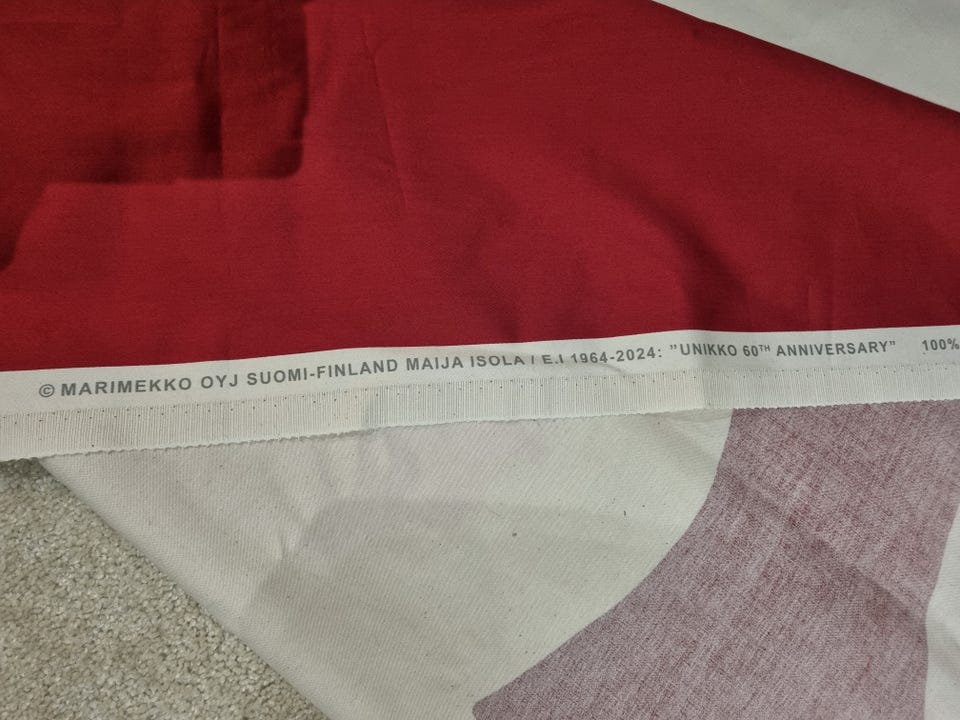 © MARIMEKKO OYJ SUOMI-FINLAND MAIJA ISOLA / E.I 1964-2024: ”UNIKKO 60TH ANNIVERSARY” 100%